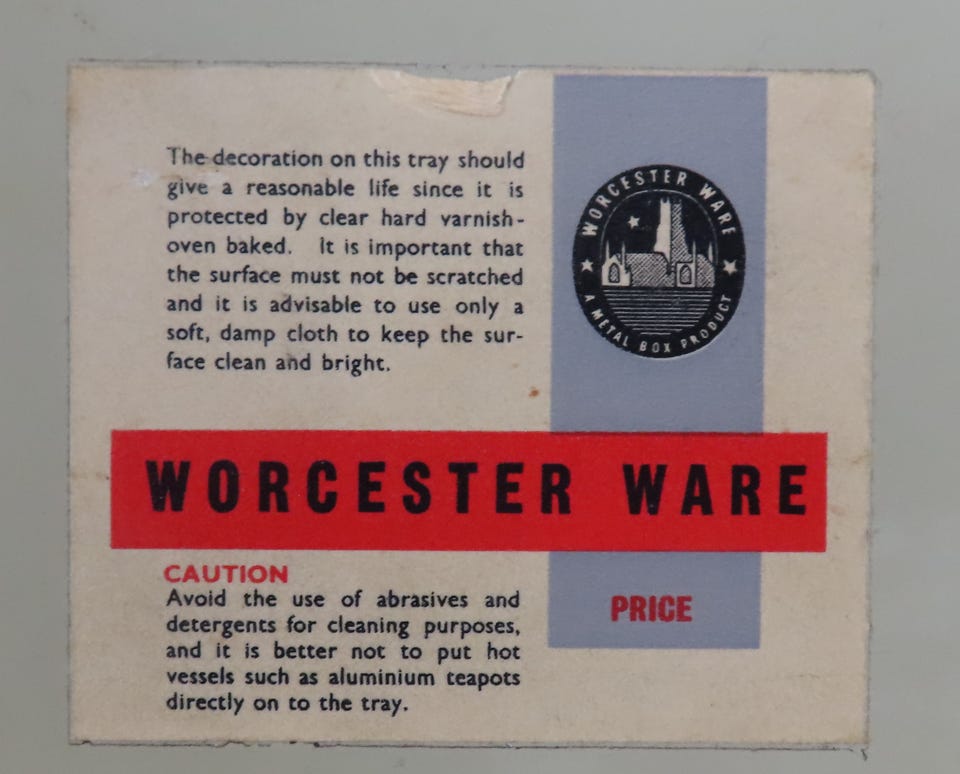 The decoration on this tray should
give a reasonable life since it is
protected by clear hard varnish-
oven baked. It is important that
the surface must not be scratched
and it is advisable to use only a
soft, damp cloth to keep the sur-
face clean and bright.
WORCESTER WARE
A METAL BOX PRODUCT
WORCESTER WARE
CAUTION
Avoid the use of abrasives and
detergents for cleaning purposes,
and it is better not to put hot
vessels such as aluminium teapots
directly on to the tray.
PRICE